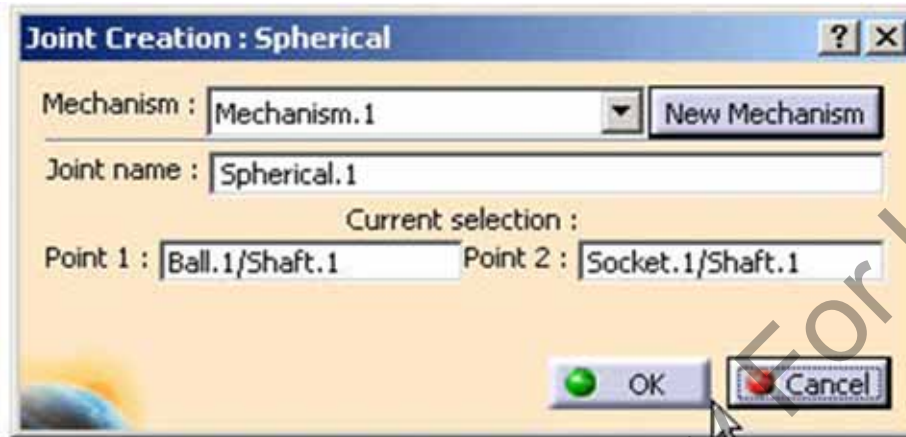 Joint Creation : Spherical ? X
Mechanism : Mechanism.1 New Mechanism
Joint name : Spherical.1
Current selection :
Point 1 : Ball.1/Shaft.1 Point 2 : Socket.1/Shaft.1
OK Cancel
For